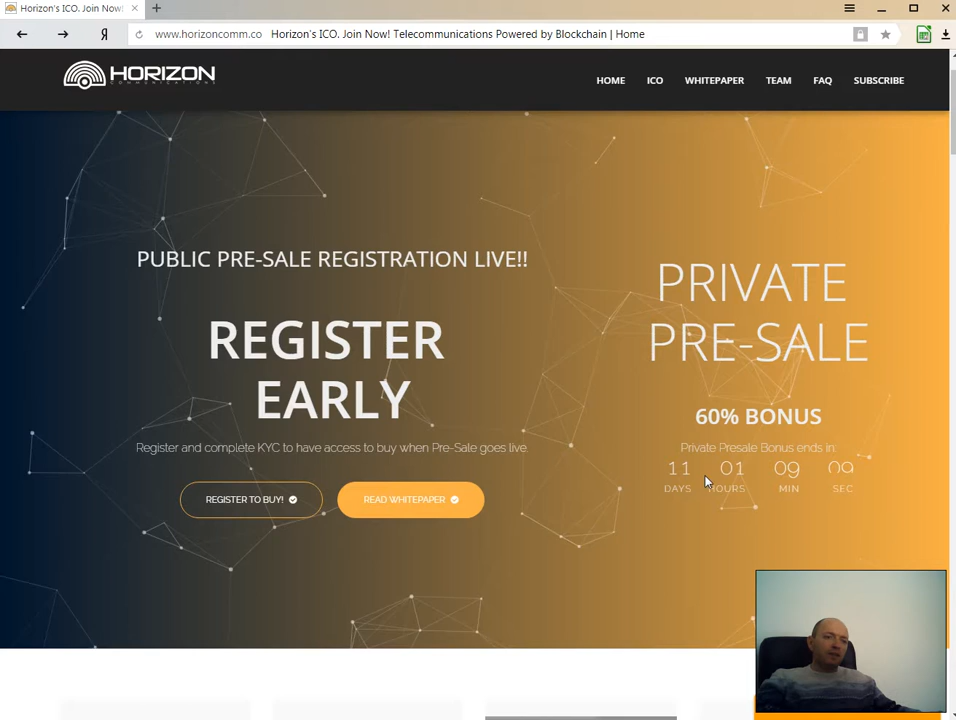 Horizon's ICO. Join Now!
www.horizoncomm.co Horizon's ICO. Join Now! Telecommunications Powered by Blockchain | Home
HORIZON
COMMUNICATIONS
HOME ICO WHITEPAPER TEAM FAQ SUBSCRIBE
PUBLIC PRE-SALE REGISTRATION LIVE!!
REGISTER
EARLY
Register and complete KYC to have access to buy when Pre-Sale goes live.
REGISTER TO BUY!
READ WHITEPAPER
PRIVATE
PRE-SALE
60% BONUS
Private Presale Bonus ends in:
11 01 09 09
DAYS HOURS MIN SEC